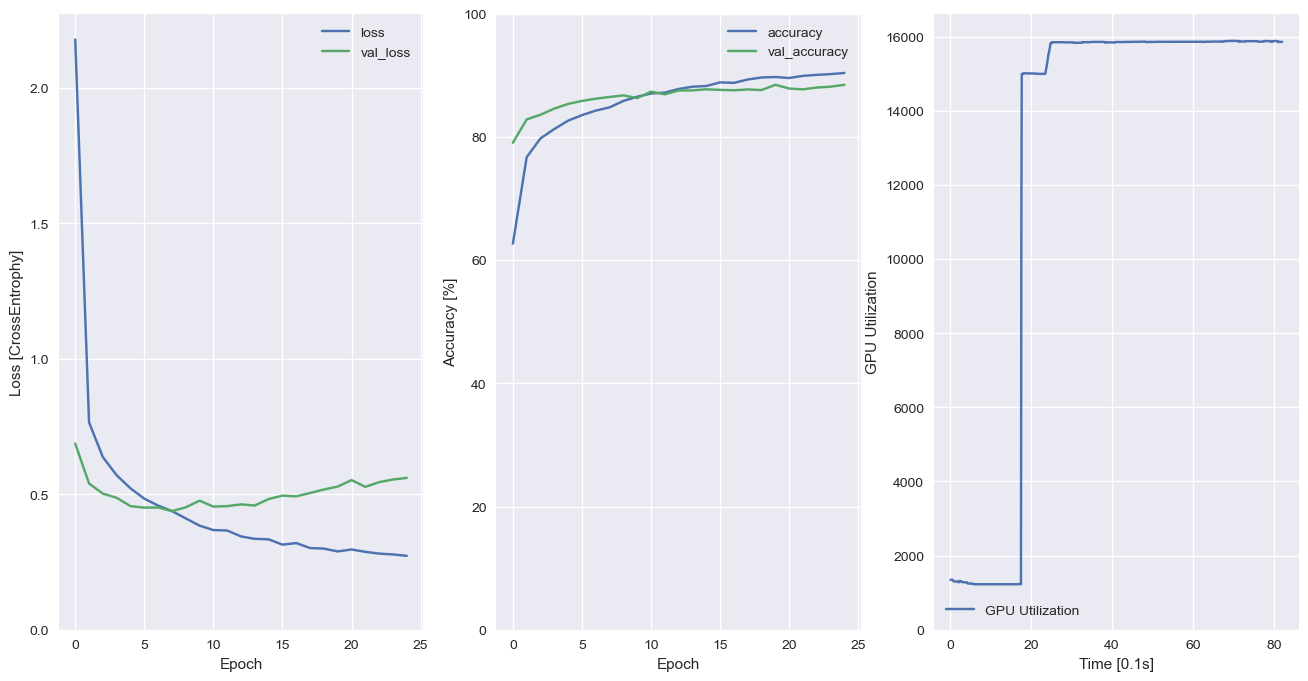 loss
val_loss
2.0
1.5
1.0
0.5
0.0
Loss [CrossEntrophy]
0 5 10 15 20 25
Epoch
accuracy
val_accuracy
100
80
60
40
20
0
Accuracy [%]
0 5 10 15 20 25
Epoch
16000
14000
12000
10000
8000
6000
4000
2000
0
GPU Utilization
GPU Utilization
0 20 40 60 80
Time [0.1s]